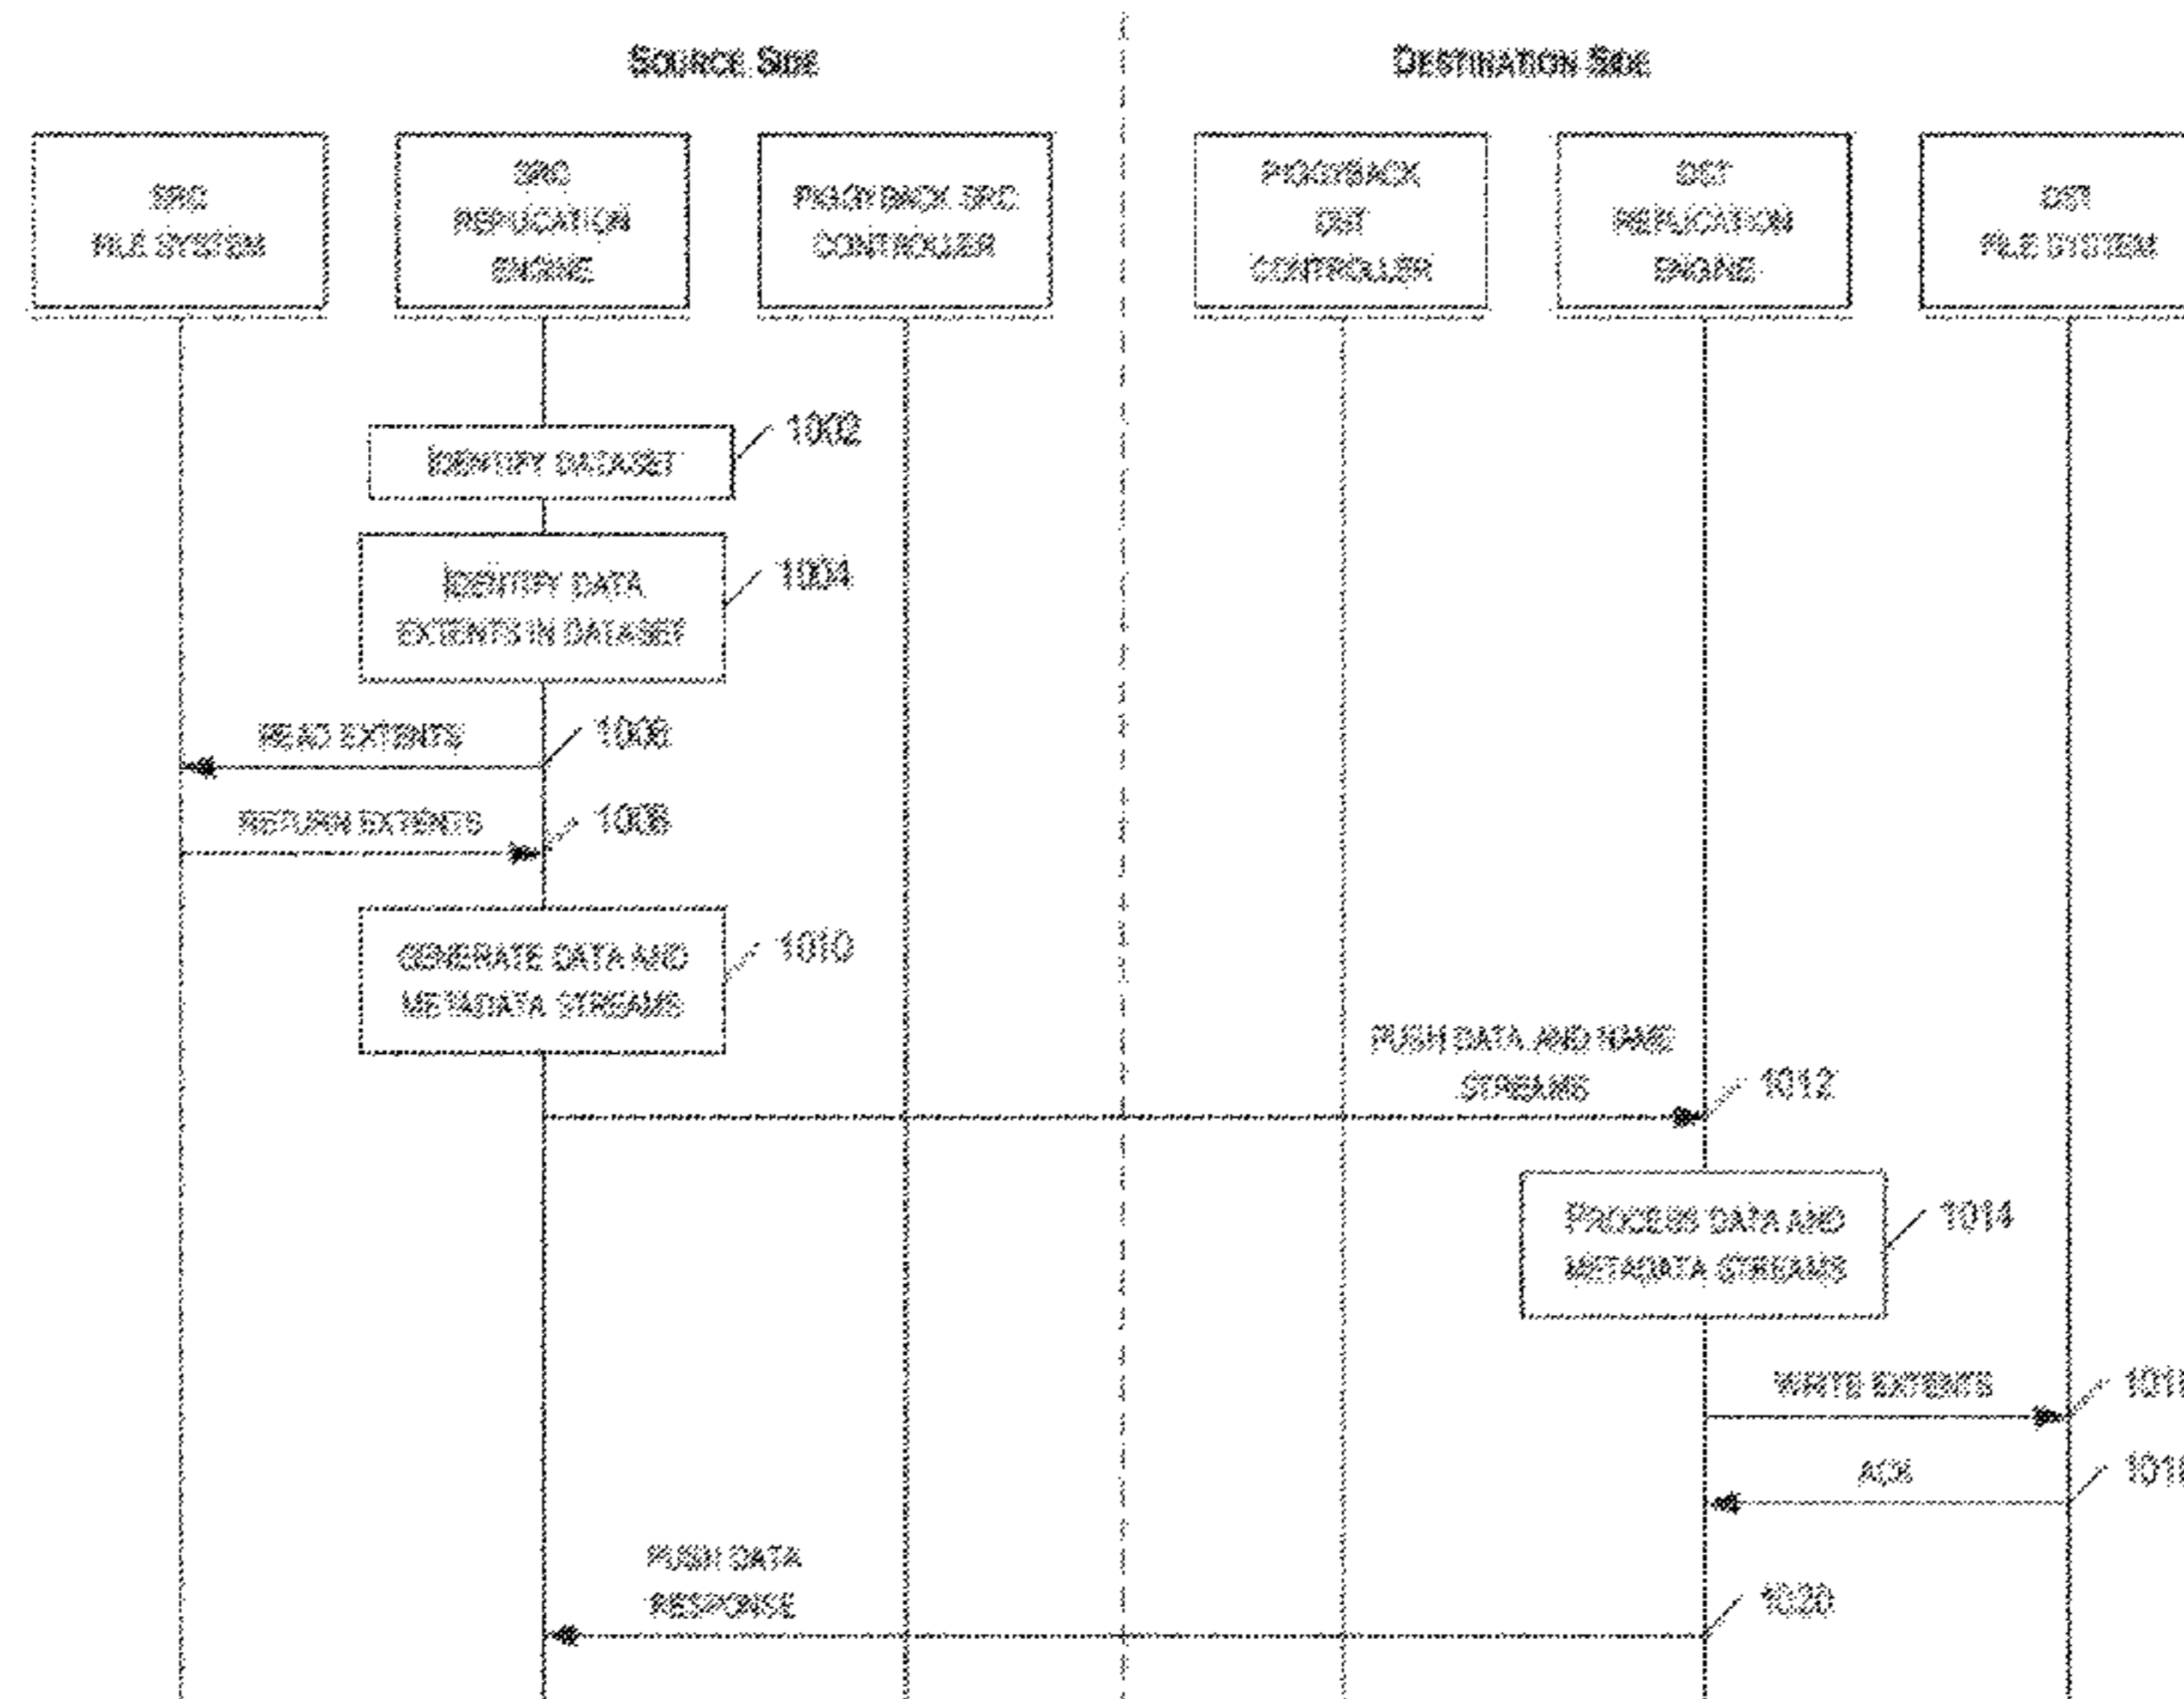 SOURCE SIDE
DESTINATION SIDE
SRC
FILE SYSTEM
SRC
REPLICATION
ENGINE
PIGGYBACK SRC
CONTROLLER
PIGGYBACK
DST
CONTROLLER
DST
REPLICATION
ENGINE
DST
FILE SYSTEM
IDENTIFY DATASET
1002
IDENTIFY DATA
EXTENTS IN DATASET
1004
READ EXTENTS
1006
RETURN EXTENTS
1008
GENERATE DATA AND
METADATA STREAMS
1010
PUSH DATA AND NAME
STREAMS
1012
PROCESS DATA AND
METADATA STREAMS
1014
WRITE EXTENTS
ACK
PUSH DATA
RESPONSE
1020